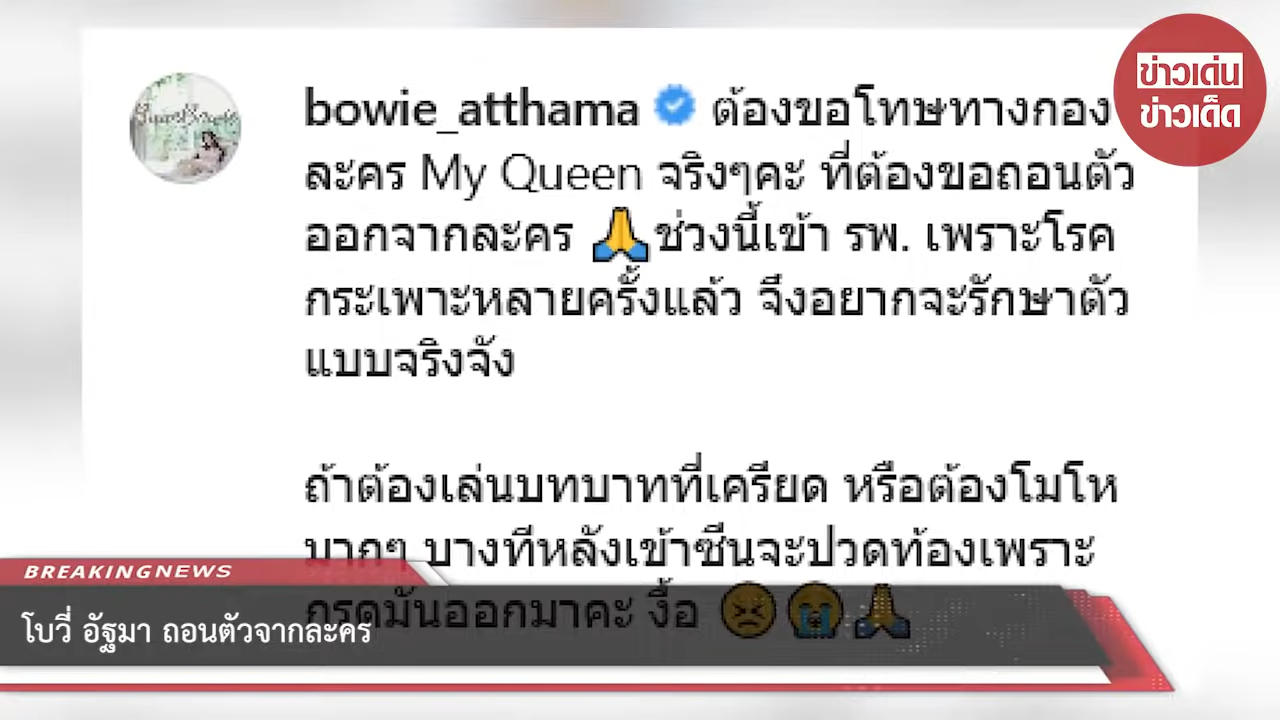 ข่าวเด่น
ข่าวเด็ด
bowie_atthama ต้องขอโทษทางกอง
ละคร My Queen จริงๆคะ ที่ต้องขอถอนตัว
ออกจากละคร 🙏ช่วงนี้เข้า รพ. เพราะโรค
กระเพาะหลายครั้งแล้ว จึงอยากจะรักษาตัว
แบบจริงจัง
ถ้าต้องเล่นบทบาทที่เครียด หรือต้องโมโห
มากๆ บางทีหลังเข้าซีนจะปวดท้องเพราะ
กรดมันออกมาคะ งื้อ 😣😭🙏
BREAKING NEWS
โบวี่ อัฐมา ถอนตัวจากละคร